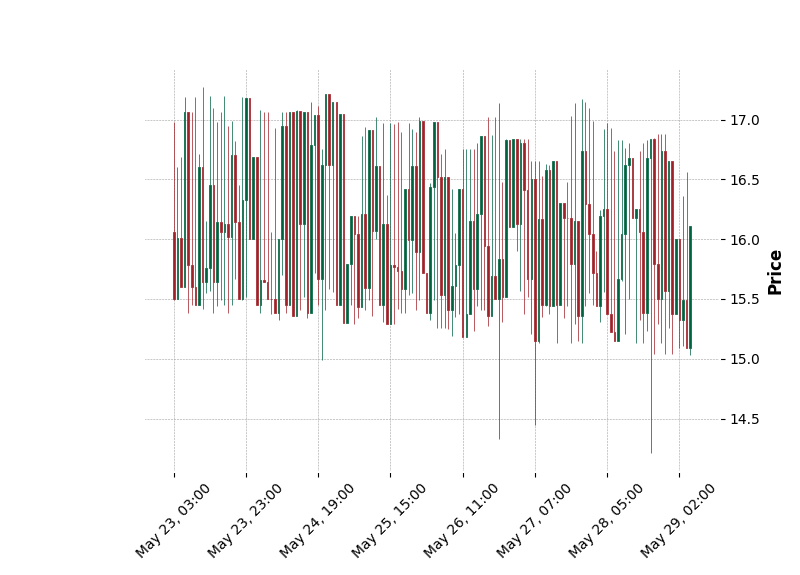 17.0
16.5
16.0
15.5
15.0
14.5
Price
May 23, 03:00
May 23, 23:00
May 24, 19:00
May 25, 15:00
May 26, 11:00
May 27, 07:00
May 28, 05:00
May 29, 02:00